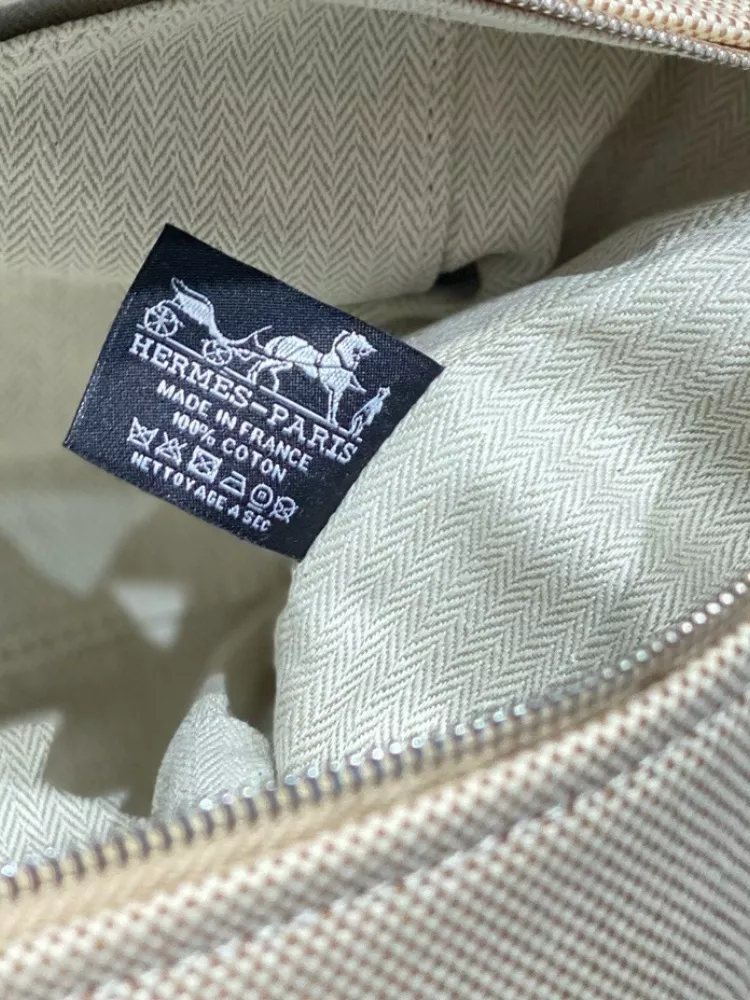 HERMES-PARIS
MADE IN FRANCE
100% COTON
NETTOYAGE A SEC